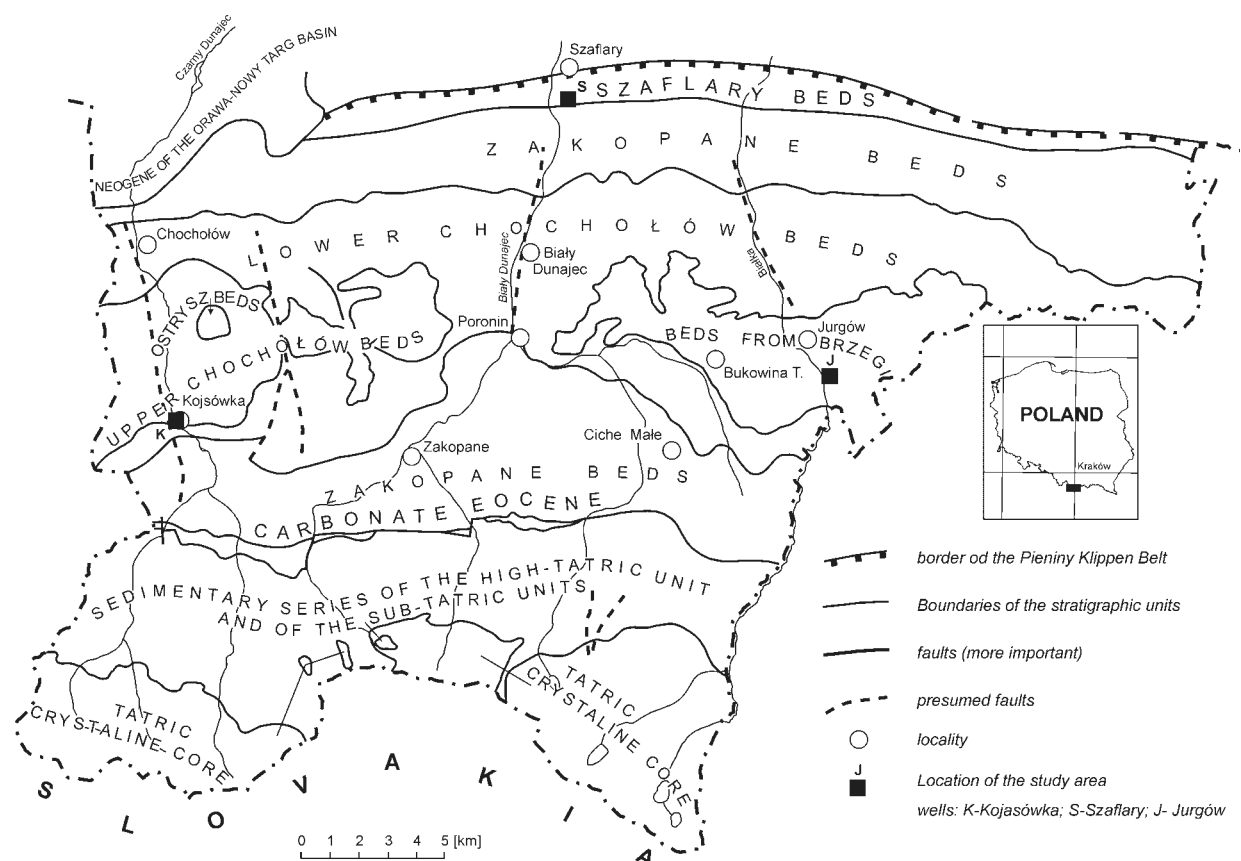 Czarny Dunajec
NEOGENE OF THE ORAWA-NOWY TARG BASIN
Szaflary
S
SZAFLARY BEDS
ZAKOPANE BEDS
Chochołów
LOWER CHOCHOŁÓW BEDS
Biały Dunajec
Biały
Dunajec
Białka
OSTRYSZ BEDS
Poronin
BEDS FROM BRZEGI
Jurgów
J
Bukowina T.
UPPER CHOCHOŁÓW BEDS
Kojsówka
K
Zakopane
Ciche Małe
ZAKOPANE BEDS
CARBONATE EOCENE
SEDIMENTARY SERIES OF THE HIGH-TATRIC UNIT
AND OF THE SUB-TATRIC UNITS
TATRIC
CRYSTALINE CORE
TATRIC
CRYSTALINE CORE
SLOVAKIA
0 1 2 3 4 5 [km]
POLAND
Kraków
border od the Pieniny Klippen Belt
Boundaries of the stratigraphic units
faults (more important)
presumed faults
locality
J
Location of the study area
wells: K-Kojasówka; S-Szaflary; J- Jurgów